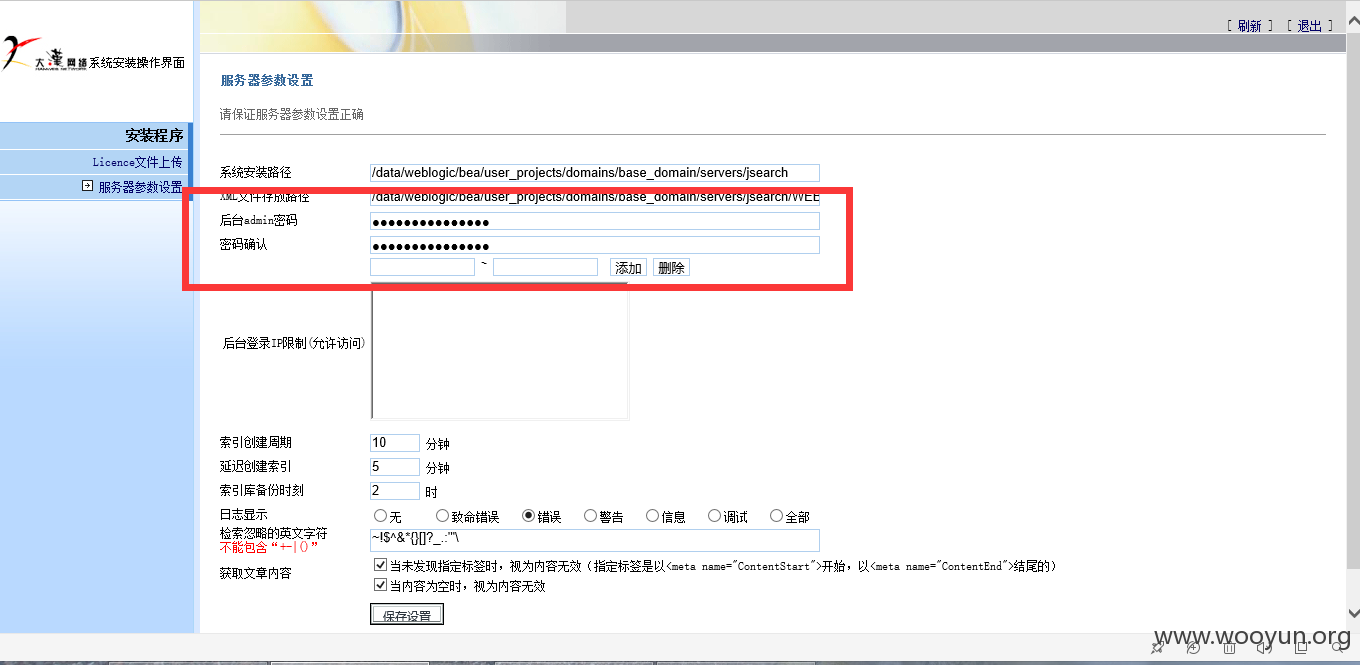 [ 刷新 ] [ 退出 ]
大漢网络 系统安装操作界面
HANWEB NETWORK
安装程序
Licence文件上传
服务器参数设置
服务器参数设置
请保证服务器参数设置正确
系统安装路径 /data/weblogic/bea/user_projects/domains/base_domain/servers/jsearch
XML文件存放路径 /data/weblogic/bea/user_projects/domains/base_domain/servers/jsearch/WEB
后台admin密码 ●●●●●●●●●●●●●●●
密码确认 ●●●●●●●●●●●●●●●
~ 添加 删除
后台登录IP限制(允许访问)
索引创建周期 10 分钟
延迟创建索引 5 分钟
索引库备份时刻 2 时
日志显示 无 致命错误 错误 警告 信息 调试 全部
检索忽略的英文字符 ~!$^&*{}[]?_.:'"\
不能包含“+-|()”
获取文章内容 当未发现指定标签时，视为内容无效（指定标签是以<meta name="ContentStart">开始，以<meta name="ContentEnd">结尾的）
当内容为空时，视为内容无效
保存设置
www.wooyun.org